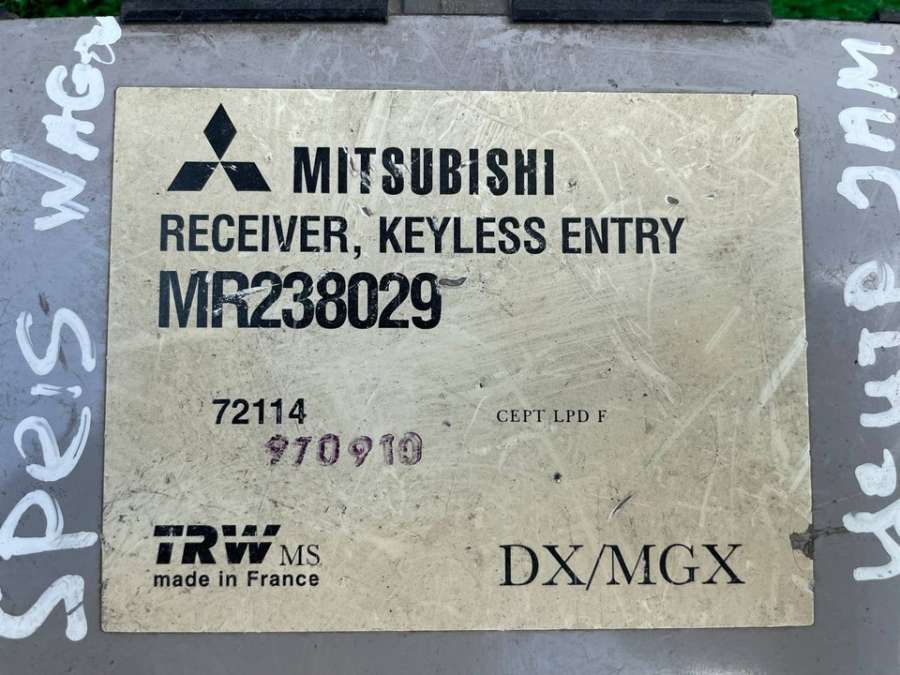 MITSUBISHI
RECEIVER, KEYLESS ENTRY
MR238029
72114
CEPT LPD F
970910
TRW MS
made in France
DX/MGX